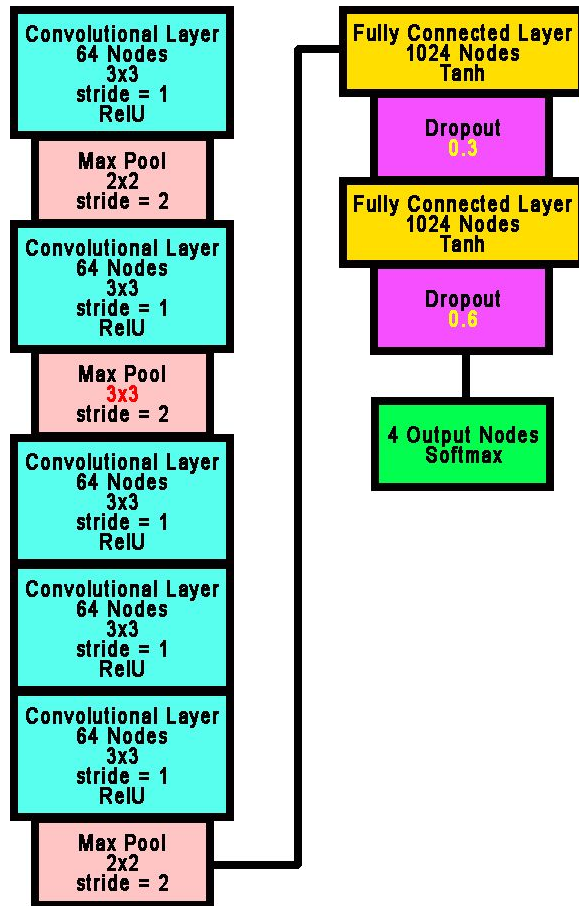 Convolutional Layer
64 Nodes
3x3
stride = 1
RelU
Max Pool
2x2
stride = 2
Convolutional Layer
64 Nodes
3x3
stride = 1
RelU
Max Pool
3x3
stride = 2
Convolutional Layer
64 Nodes
3x3
stride = 1
RelU
Convolutional Layer
64 Nodes
3x3
stride = 1
RelU
Convolutional Layer
64 Nodes
3x3
stride = 1
RelU
Max Pool
2x2
stride = 2
Fully Connected Layer
1024 Nodes
Tanh
Dropout
0.3
Fully Connected Layer
1024 Nodes
Tanh
Dropout
0.6
4 Output Nodes
Softmax